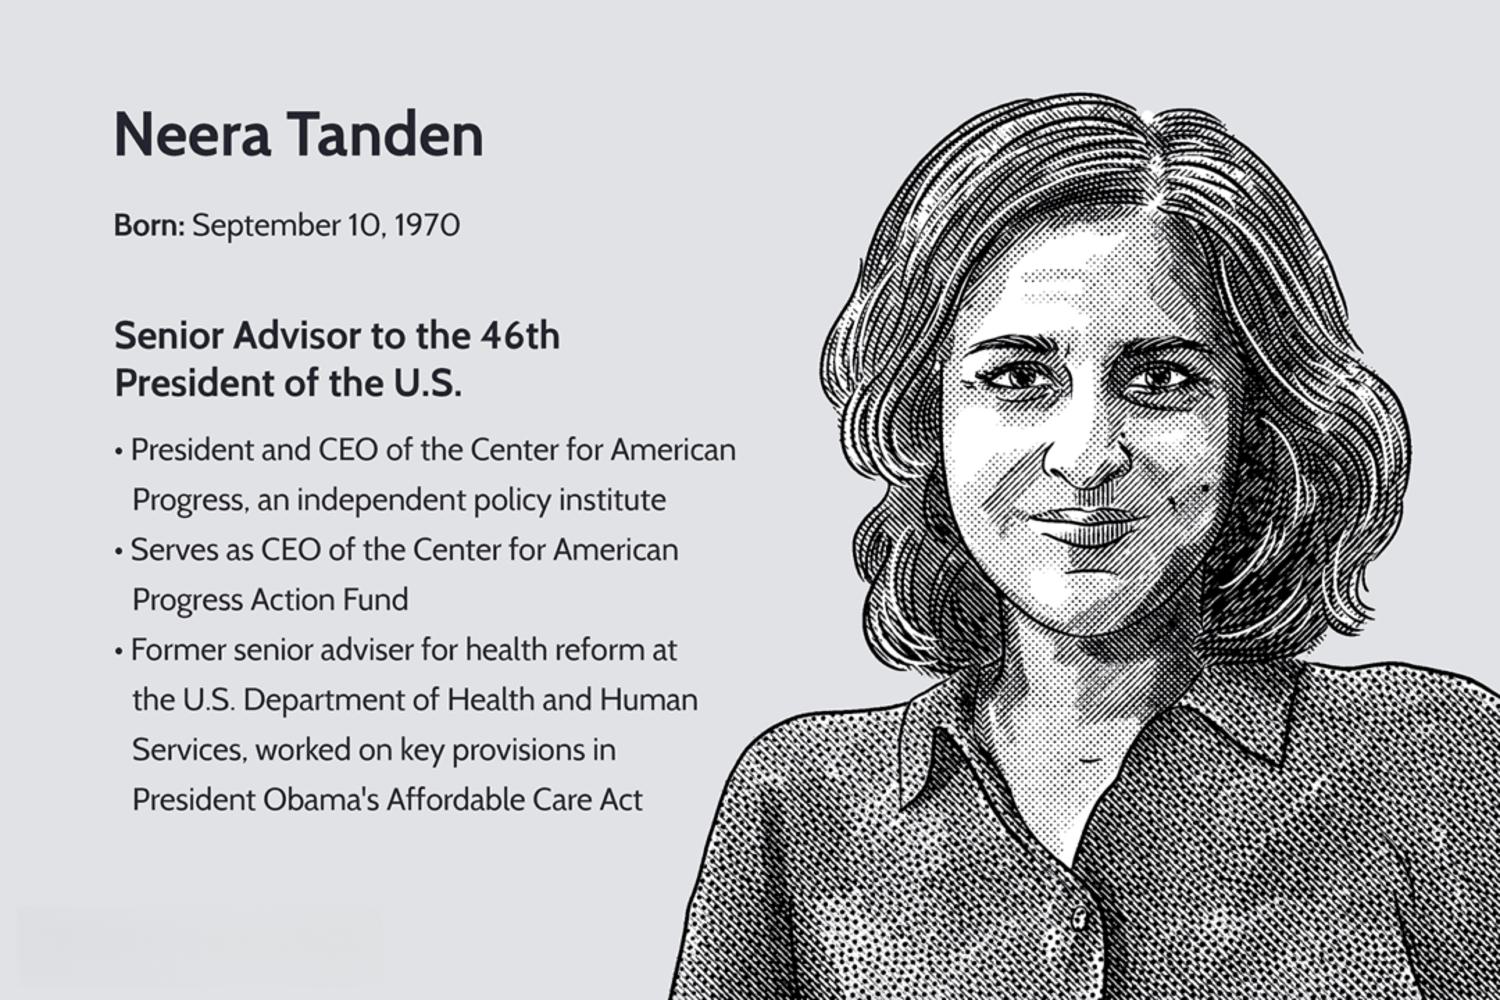 Neera Tanden
Born: September 10, 1970
Senior Advisor to the 46th
President of the U.S.
• President and CEO of the Center for American
Progress, an independent policy institute
• Serves as CEO of the Center for American
Progress Action Fund
• Former senior adviser for health reform at
the U.S. Department of Health and Human
Services, worked on key provisions in
President Obama's Affordable Care Act